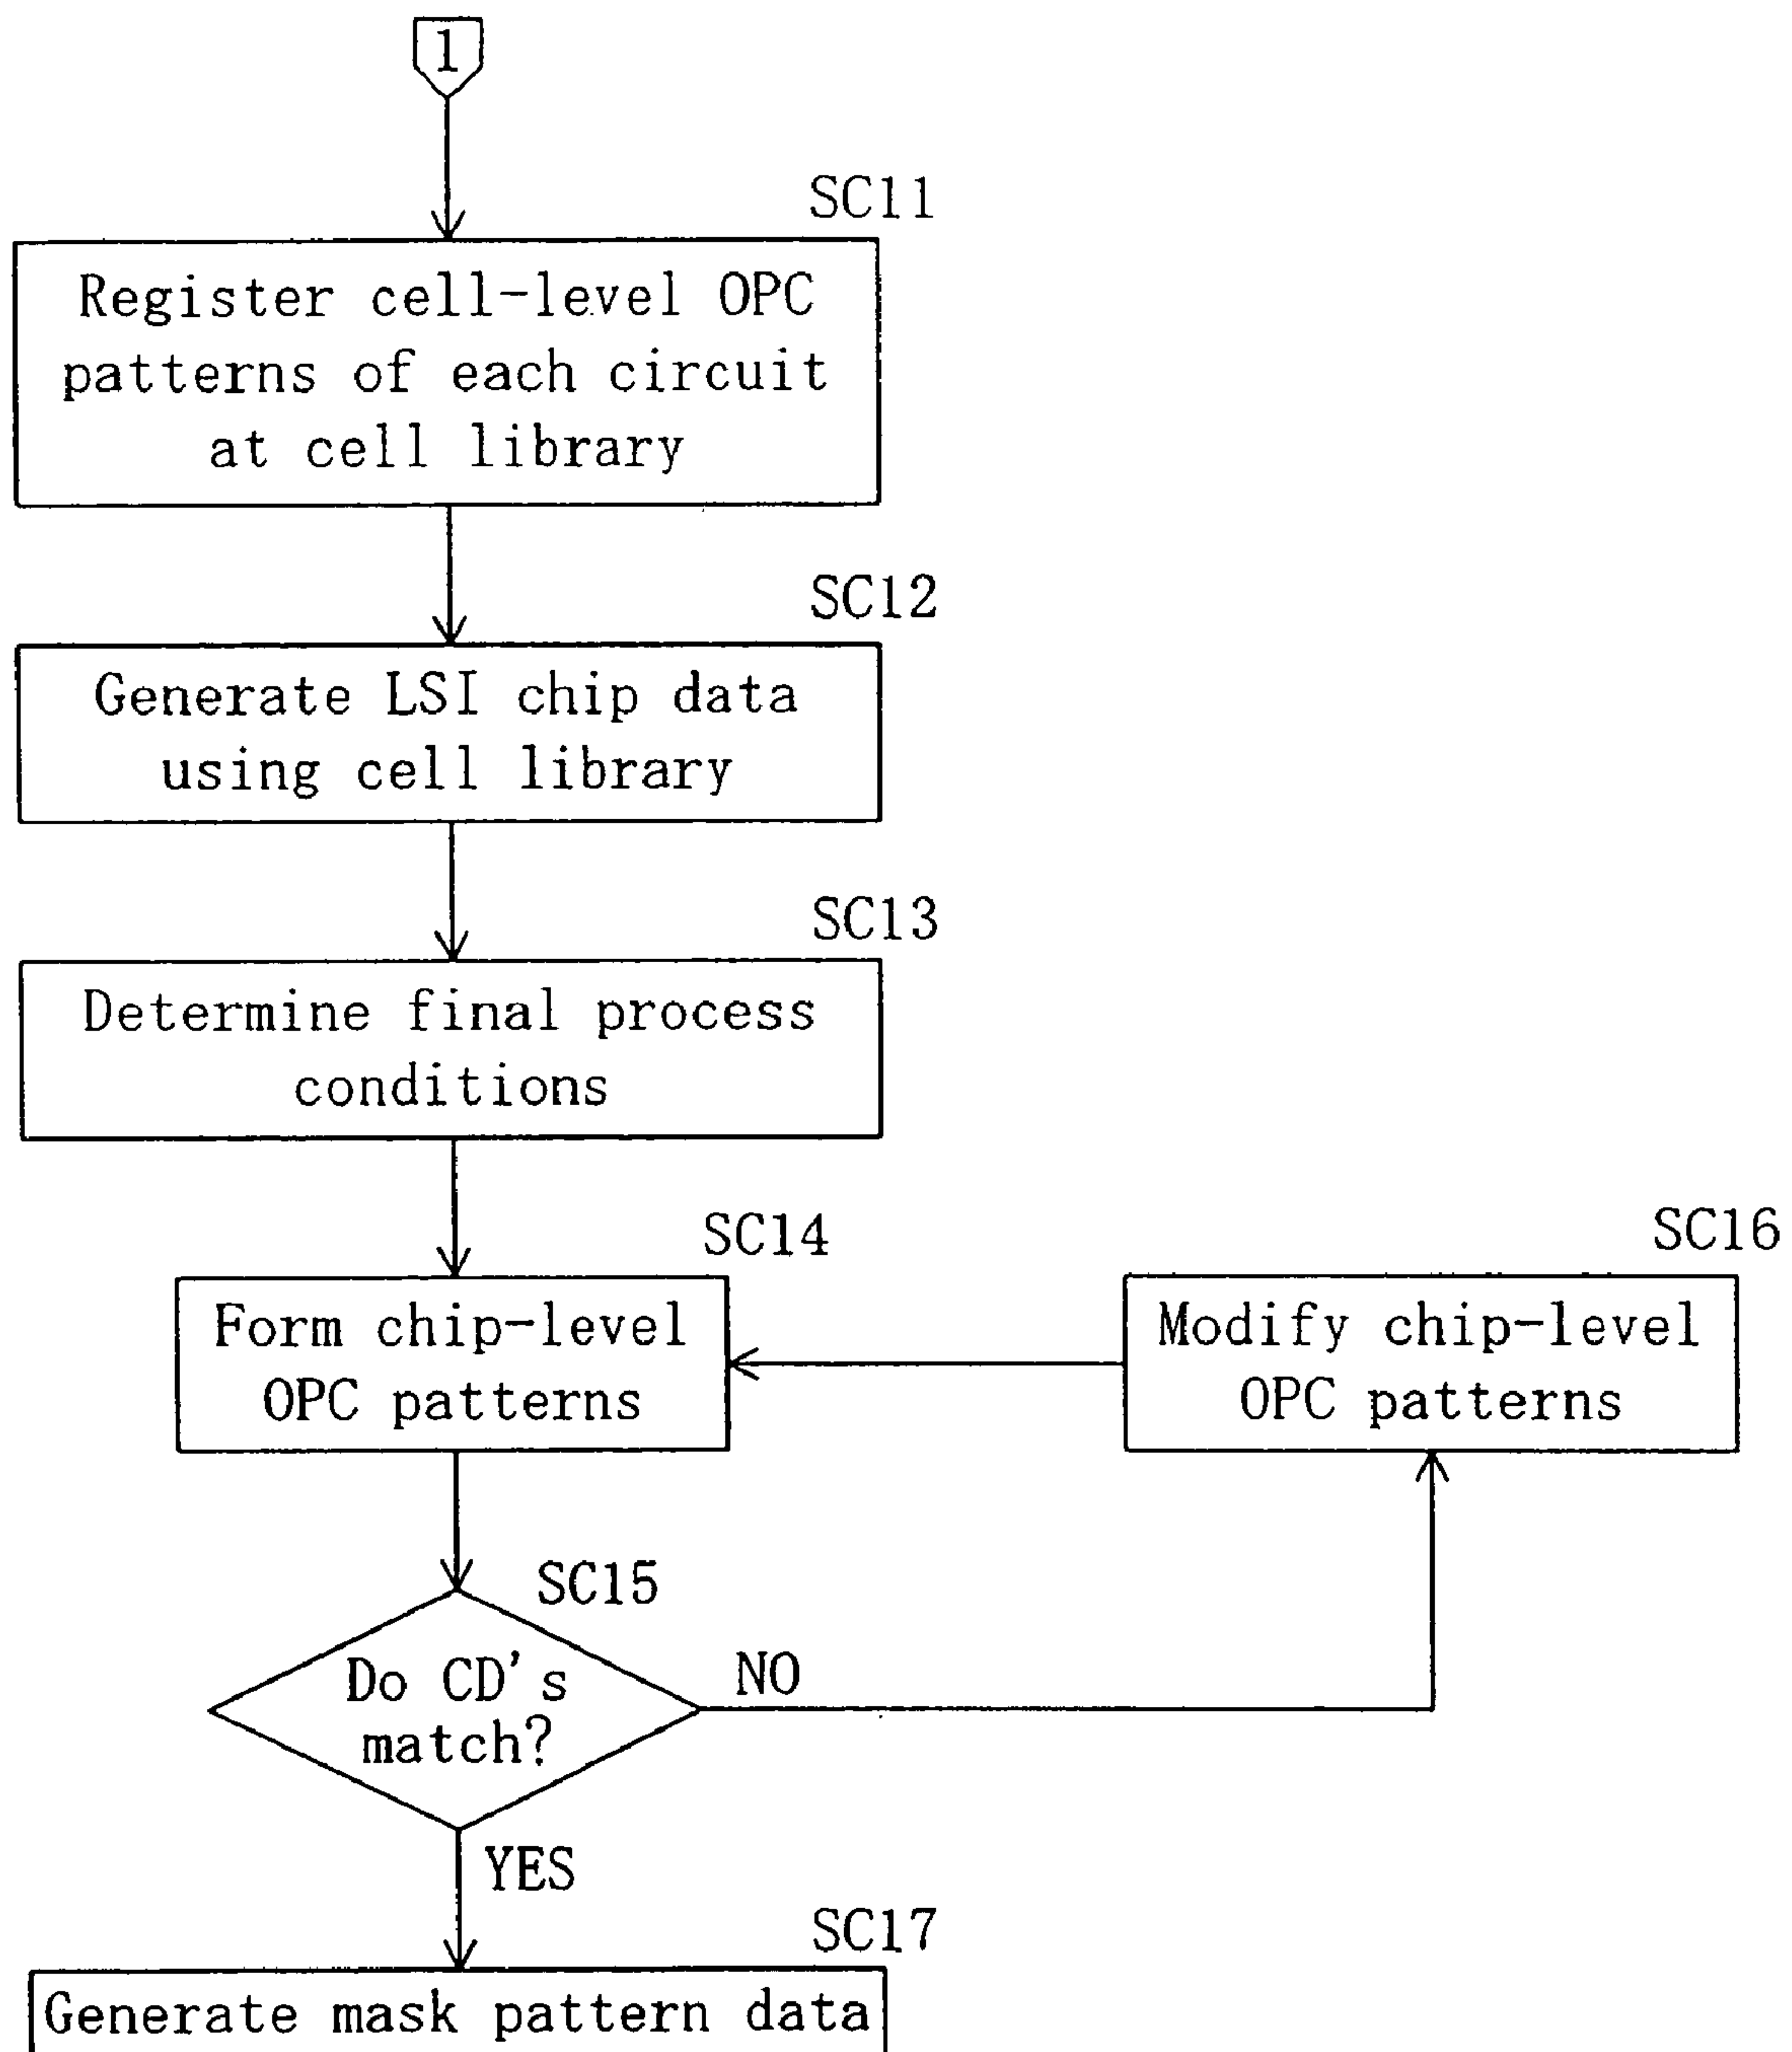 1
SC11
Register cell-level OPC
patterns of each circuit
at cell library
SC12
Generate LSI chip data
using cell library
SC13
Determine final process
conditions
SC14
Form chip-level
OPC patterns
SC16
Modify chip-level
OPC patterns
SC15
Do CD's
match?
NO
YES
SC17
Generate mask pattern data